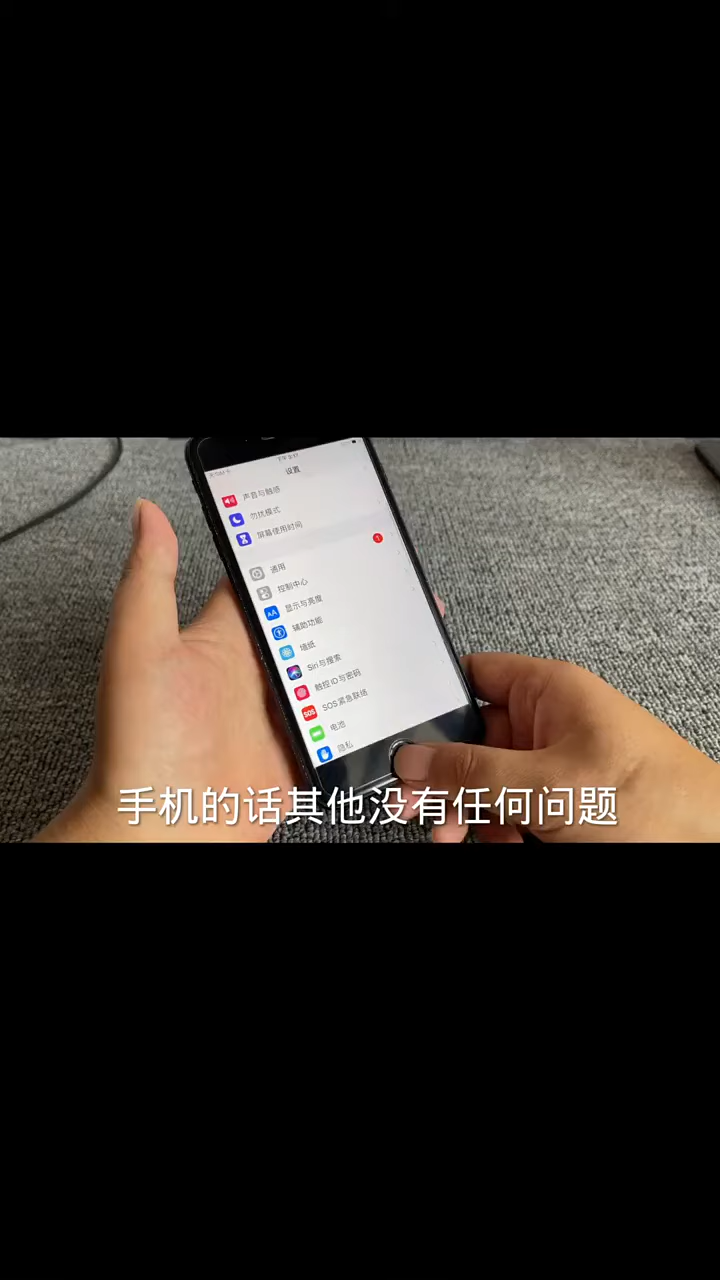 设置
声音与触感
勿扰模式
屏幕使用时间
1
通用
控制中心
AA
显示与亮度
辅助功能
墙纸
Siri与搜索
触控ID与密码
SOS
SOS紧急联络
电池
隐私
手机的话其他没有任何问题